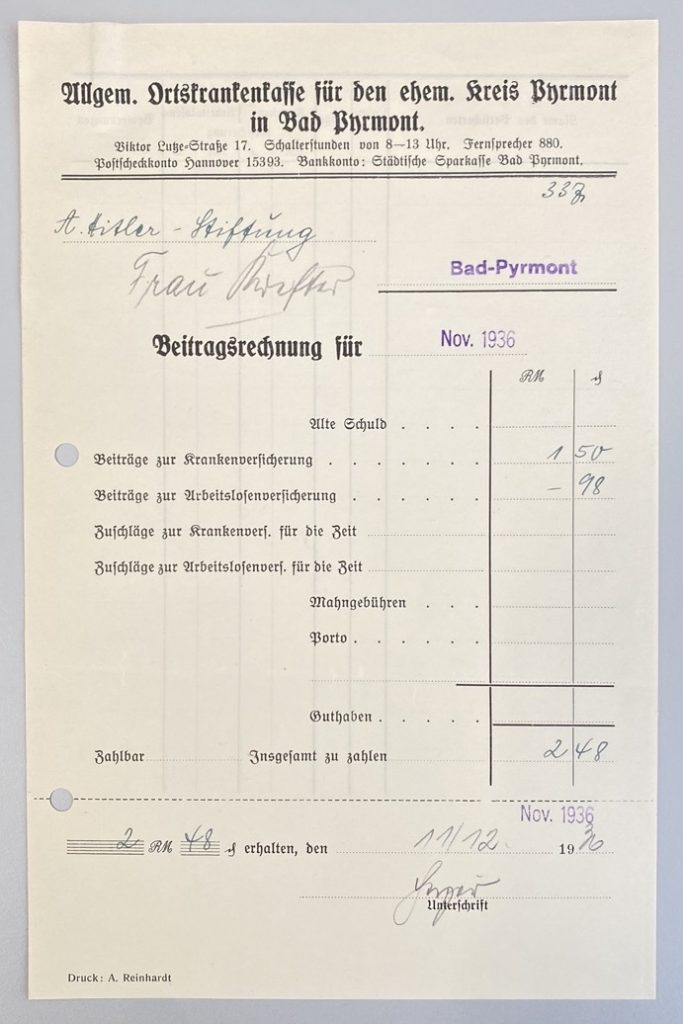 Allgem. Ortskrankenkasse für den ehem. Kreis Pyrmont
in Bad Pyrmont.
Viktor Lutze-Straße 17. Schalterstunden von 8—13 Uhr. Fernsprecher 880.
Postscheckkonto Hannover 15393. Bankkonto: Städtische Sparkasse Bad Pyrmont.
A. Hitler - Stiftung
Frau
Bad-Pyrmont
Beitragsrechnung für Nov. 1936
RM ₰
Alte Schuld . . . .
Beiträge zur Krankenversicherung . . . . . . . 1 50
Beiträge zur Arbeitslosenversicherung . . . . . . – 98
Zuschläge zur Krankenvers. für die Zeit
Zuschläge zur Arbeitslosenvers. für die Zeit
Mahngebühren . . .
Porto . . . . . .
Guthaben . . . . .
Zahlbar Insgesamt zu zahlen 2 48
Nov. 1936
2 RM 48 ₰ erhalten, den 11/12. 1936
Unterschrift
Druck: A. Reinhardt